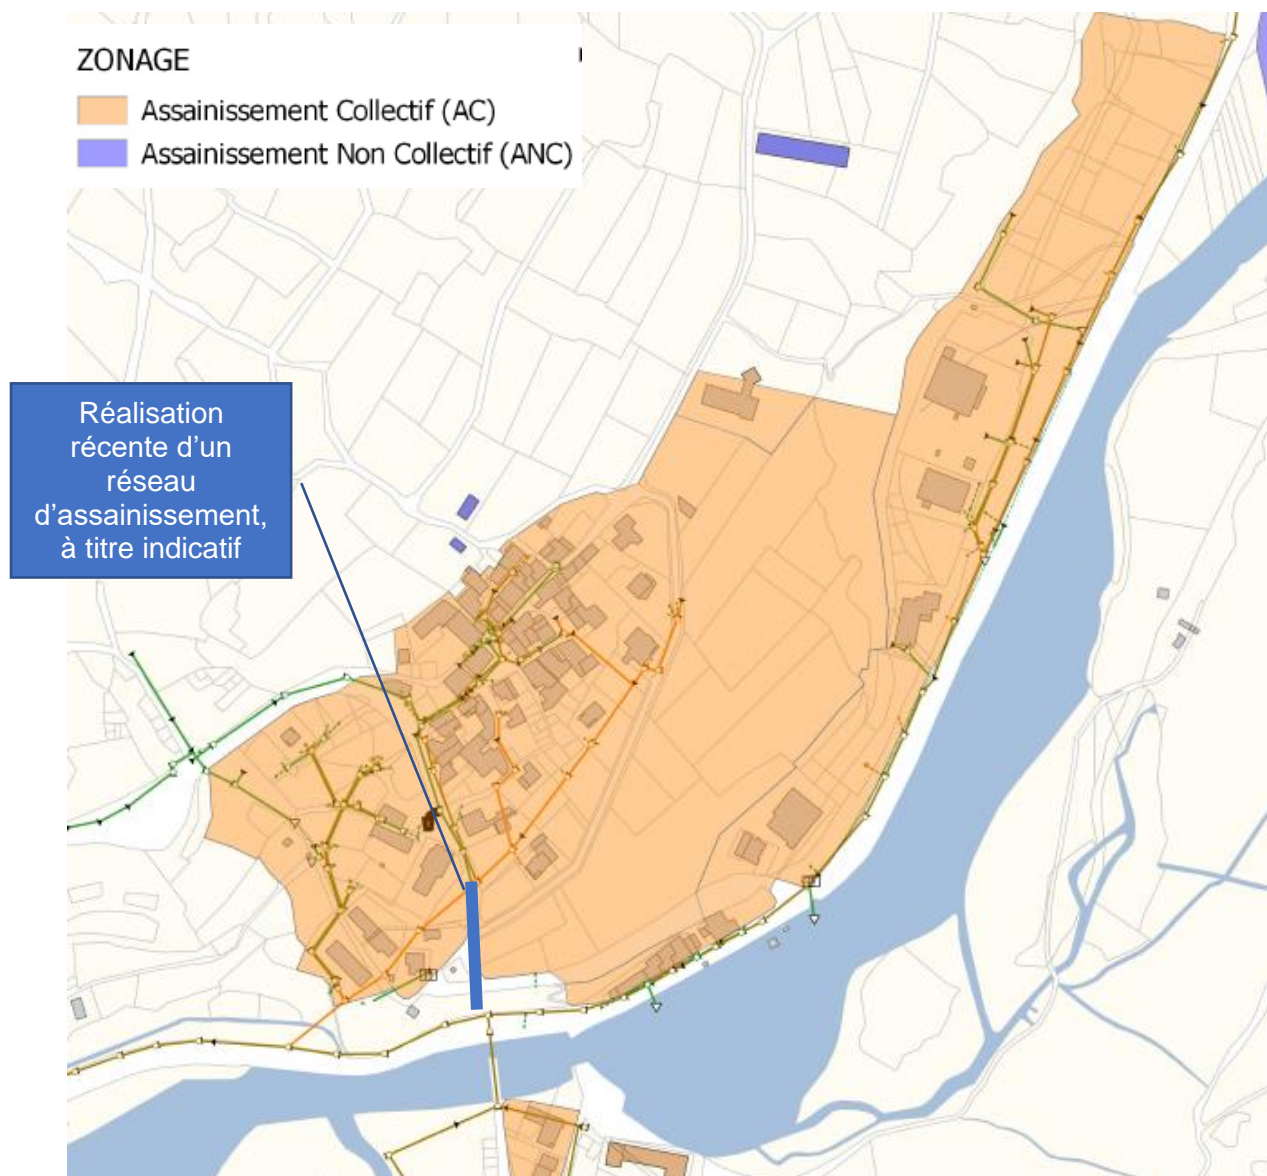 ZONAGE
Assainissement Collectif (AC)
Assainissement Non Collectif (ANC)
Réalisation
récente d’un
réseau
d’assainissement,
à titre indicatif